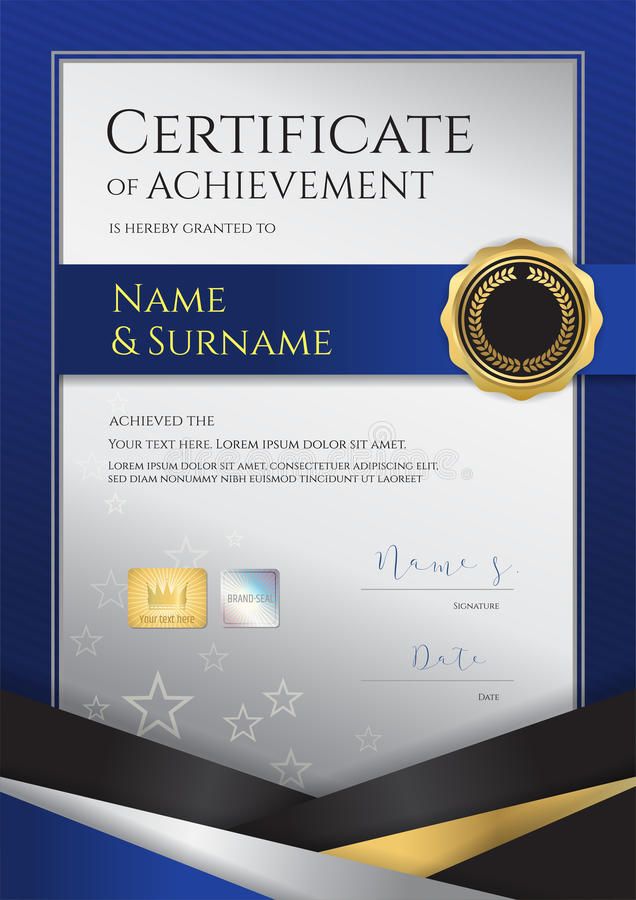 CERTIFICATE
OF ACHIEVEMENT
IS HEREBY GRANTED TO
NAME
& SURNAME
ACHIEVED THE
YOUR TEXT HERE. LOREM IPSUM DOLOR SIT AMET.
LOREM IPSUM DOLOR SIT AMET, CONSECTETUER ADIPISCING ELIT,
SED DIAM NONUMMY NIBH EUISMOD TINCIDUNT UT LAOREET
dreamstime
Name S.
SIGNATURE
Your text here
BRAND-SEAL
Date
DATE